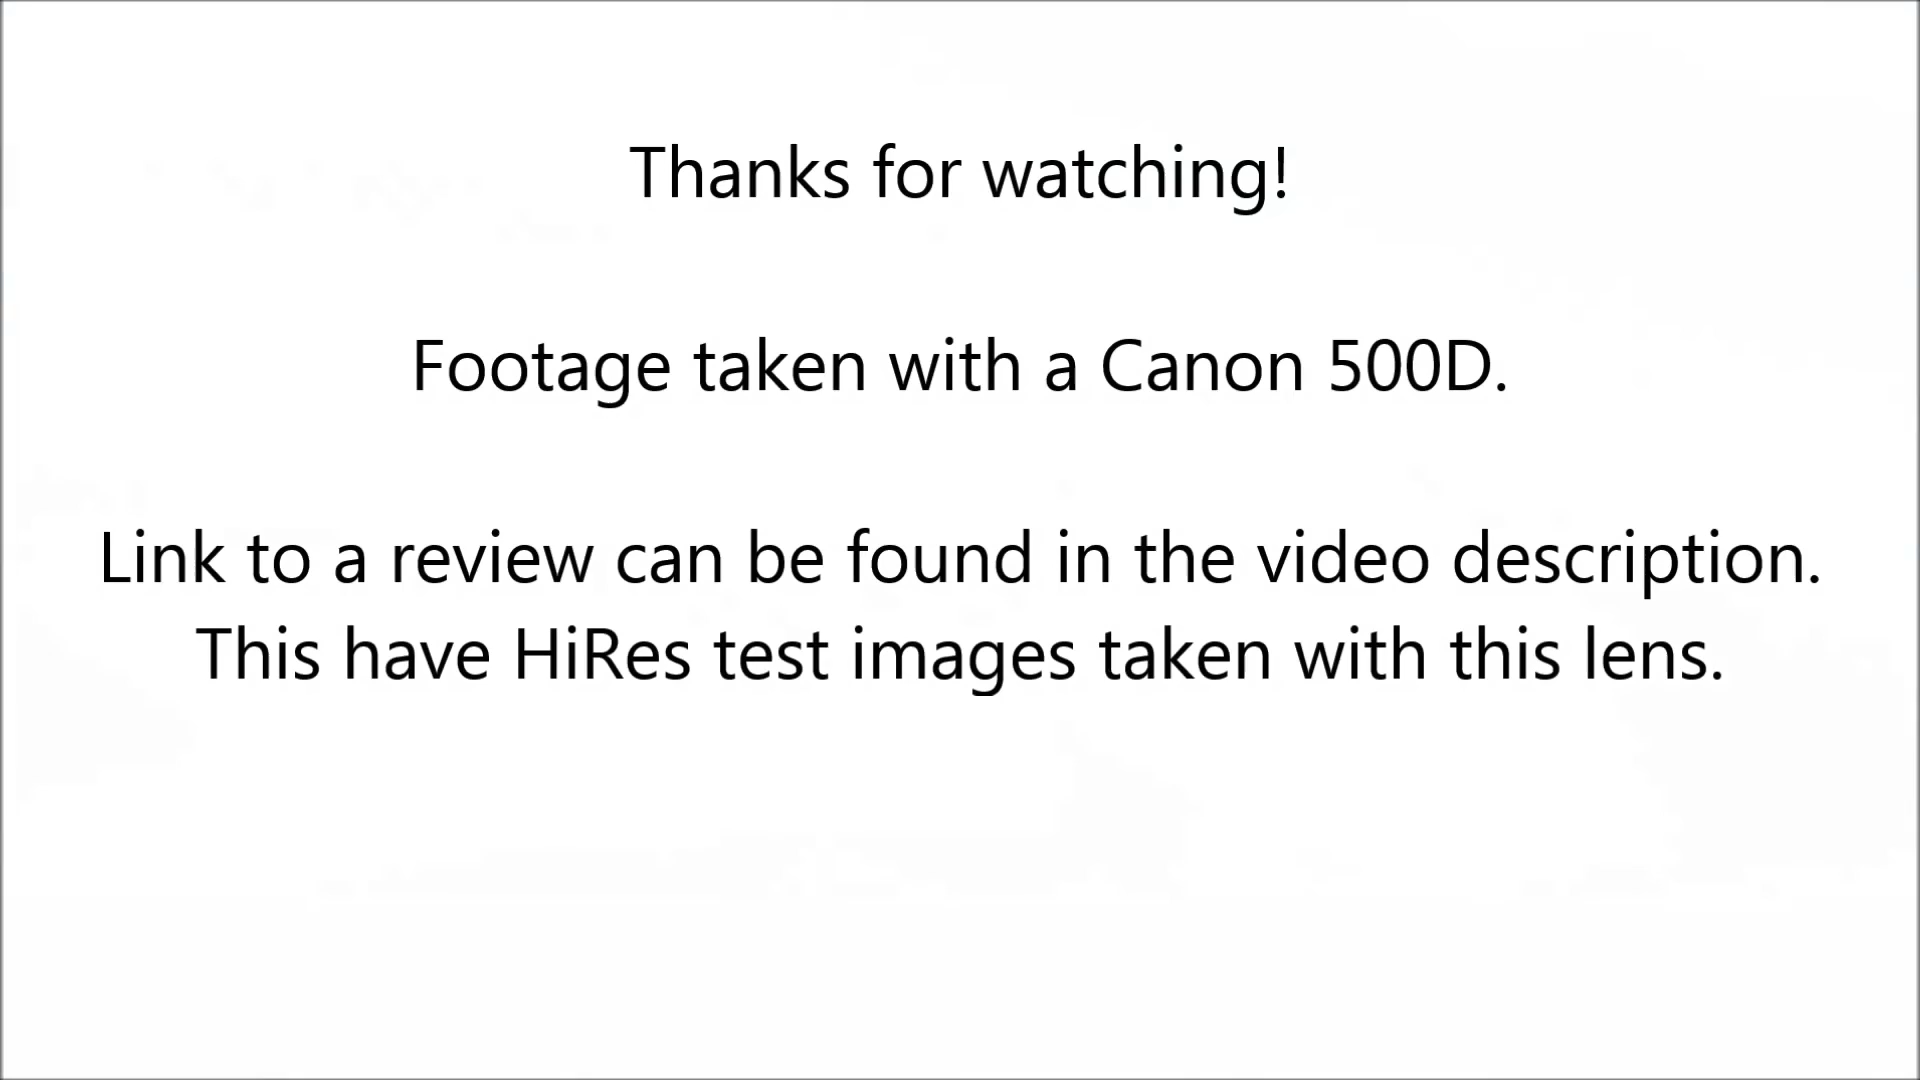 Thanks for watching!
Footage taken with a Canon 500D.
Link to a review can be found in the video description.
This have HiRes test images taken with this lens.